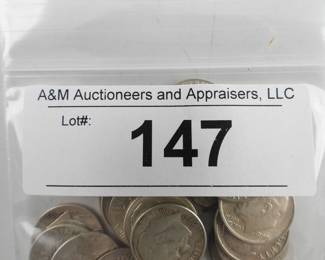 A&M Auctioneers and Appraisers, LLC
Lot#:
147